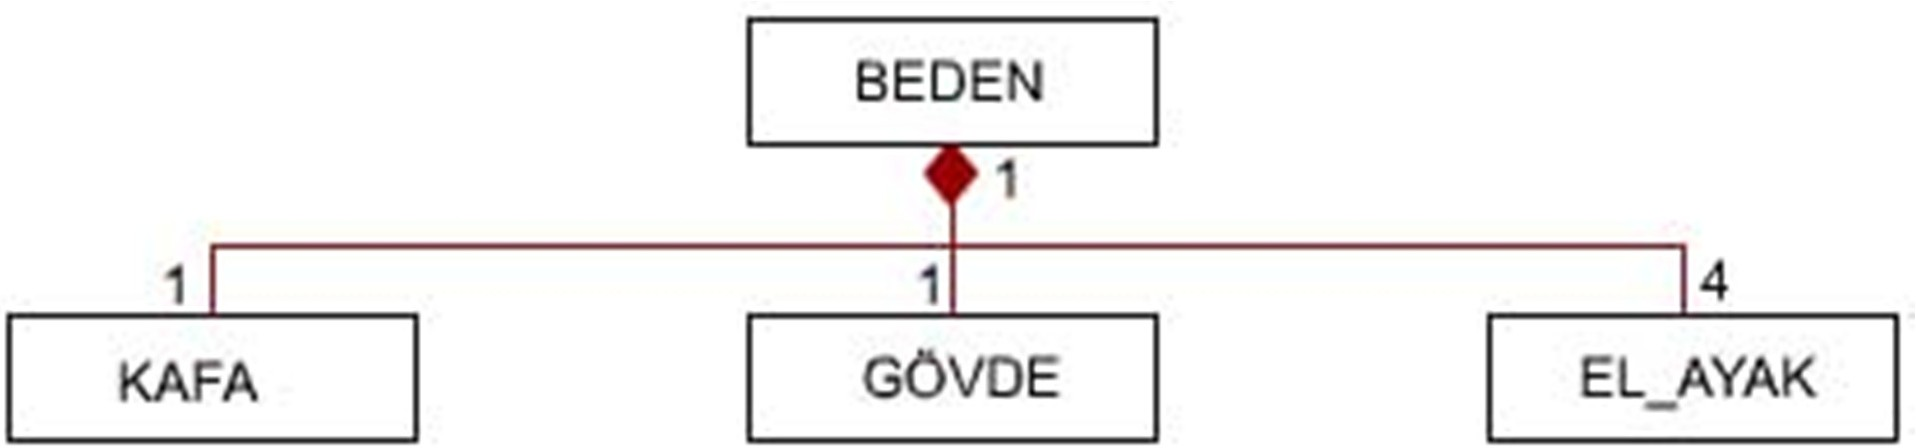 BEDEN
1
1
1
4
KAFA
GÖVDE
EL_AYAK